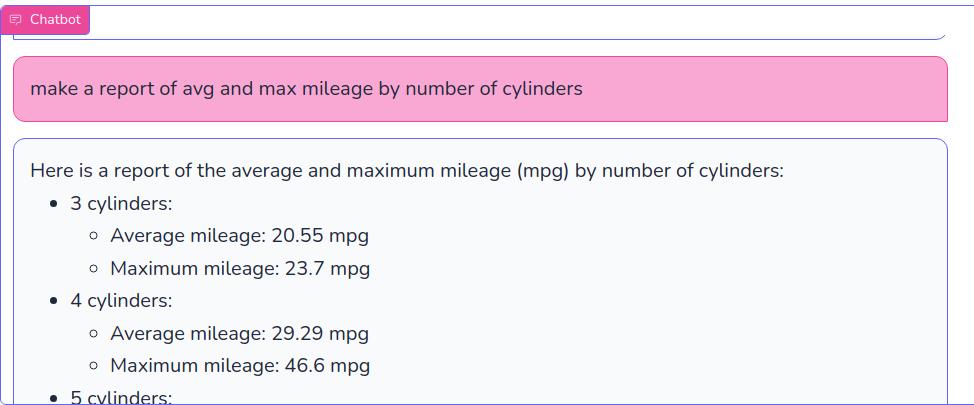 Chatbot
make a report of avg and max mileage by number of cylinders
Here is a report of the average and maximum mileage (mpg) by number of cylinders:
3 cylinders:
Average mileage: 20.55 mpg
Maximum mileage: 23.7 mpg
4 cylinders:
Average mileage: 29.29 mpg
Maximum mileage: 46.6 mpg
5 cylinders: